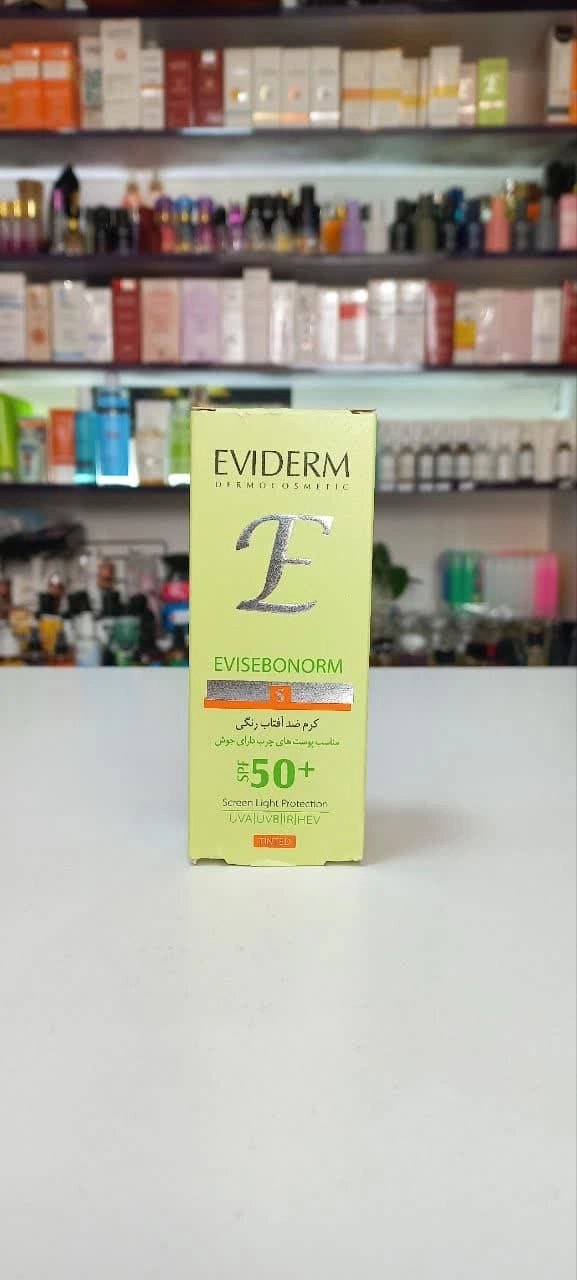 EVIDERM
DERMOCOSMETIC
E
EVISEBONORM
S
کرم ضد آفتاب رنگی
مناسب پوست های چرب دارای جوش
SPF 50+
Screen Light Protection
UVA|UVB|IR|HEV
TINTED